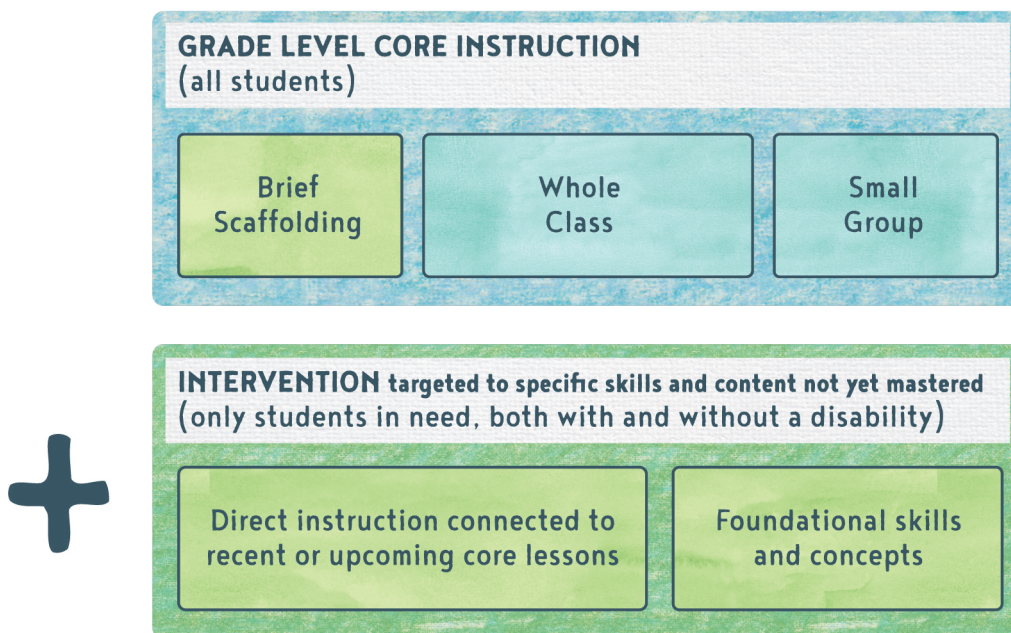 GRADE LEVEL CORE INSTRUCTION
(all students)
Brief
Scaffolding
Whole
Class
Small
Group
INTERVENTION targeted to specific skills and content not yet mastered
(only students in need, both with and without a disability)
Direct instruction connected to
recent or upcoming core lessons
Foundational skills
and concepts